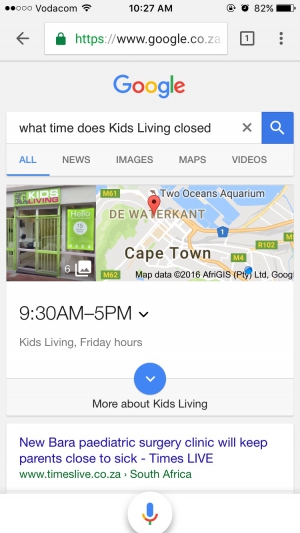 Vodacom 10:27 AM 82%
https://www.google.co.za 1
Google
what time does Kids Living closed
ALL NEWS IMAGES MAPS VIDEOS
KIDS
LIVING
Hello
6
M61
Two Oceans Aquarium
DE WATERKANT
1
R102
Cape Town
M4
M62
Map data ©2016 AfriGIS (Pty) Ltd, Googl
9:30AM–5PM
Kids Living, Friday hours
More about Kids Living
New Bara paediatric surgery clinic will keep
parents close to sick - Times LIVE
www.timeslive.co.za › South Africa